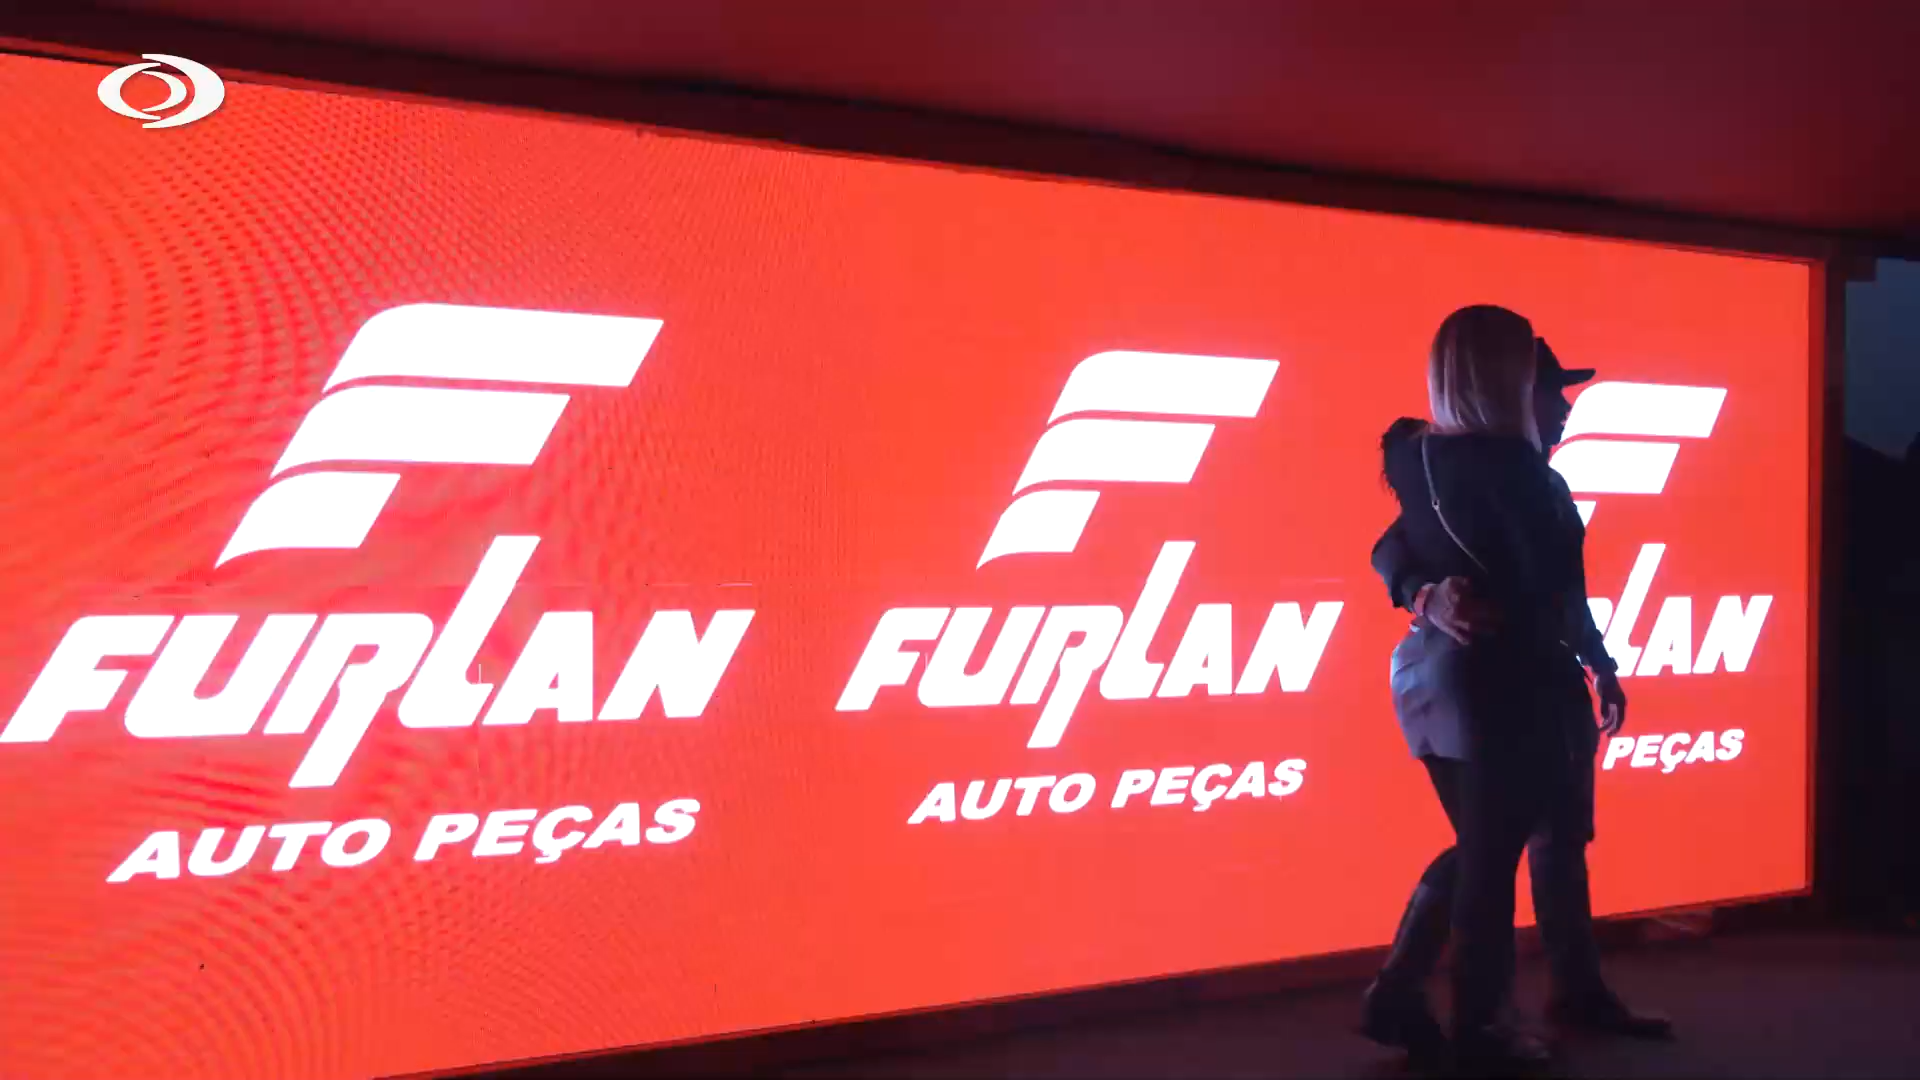 FURLAN
AUTO PEÇAS
FURLAN
AUTO PEÇAS
LAN
PEÇAS